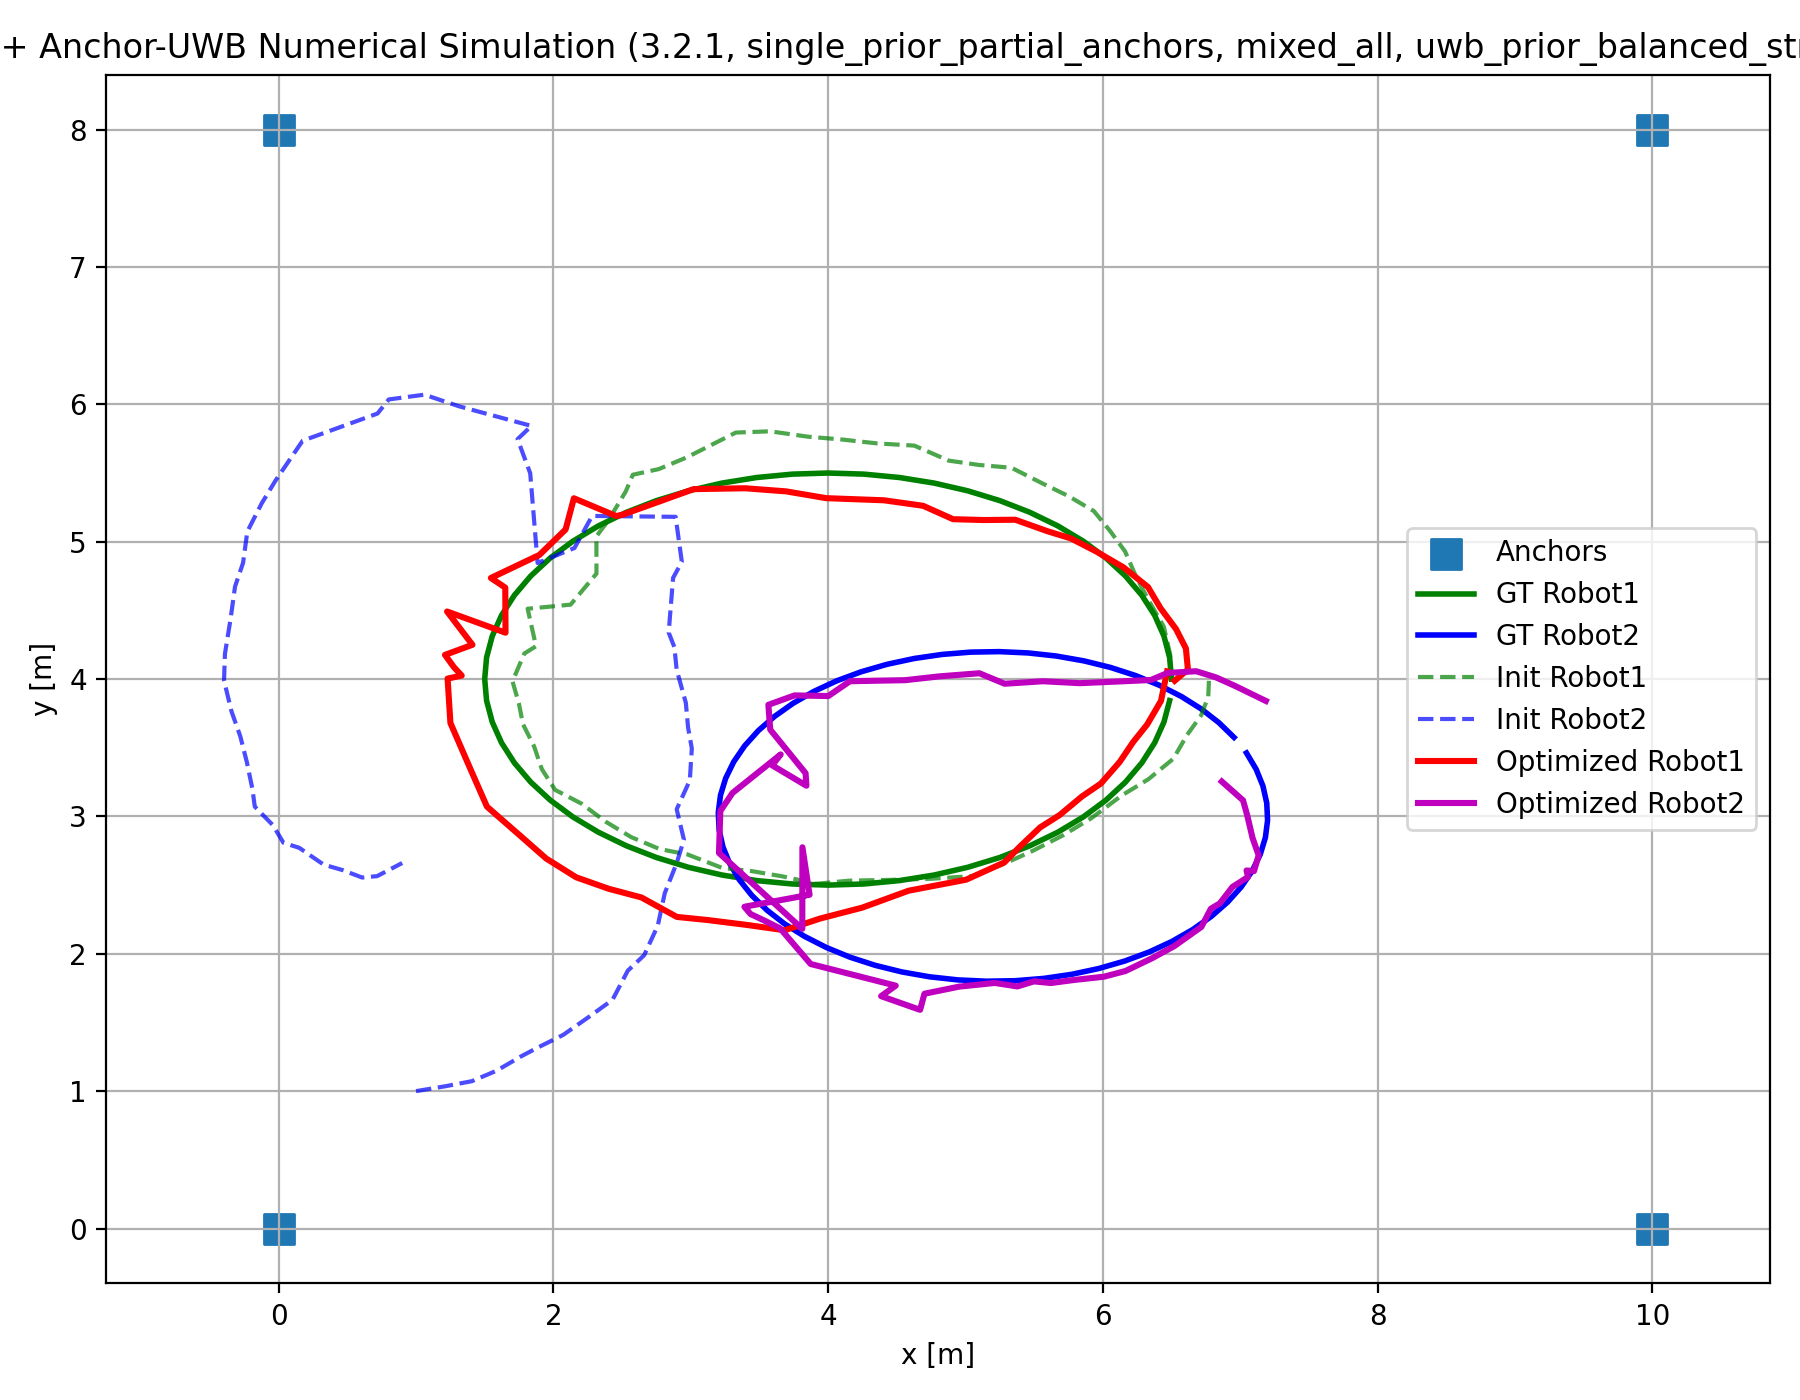 + Anchor-UWB Numerical Simulation (3.2.1, single_prior_partial_anchors, mixed_all, uwb_prior_balanced_str
8
7
6
5
4
3
2
1
0
y [m]
Anchors
GT Robot1
GT Robot2
Init Robot1
Init Robot2
Optimized Robot1
Optimized Robot2
0 2 4 6 8 10
x [m]